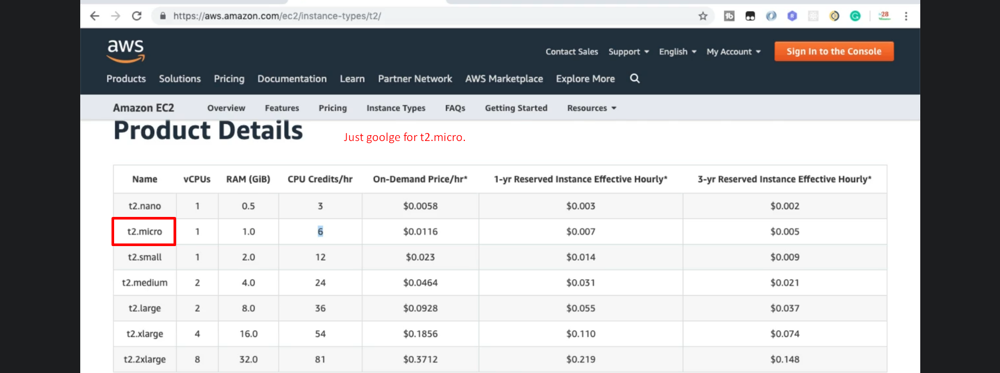 https://aws.amazon.com/ec2/instance-types/t2/
aws
Contact Sales Support English My Account Sign In to the Console
Products Solutions Pricing Documentation Learn Partner Network AWS Marketplace Explore More
Amazon EC2 Overview Features Pricing Instance Types FAQs Getting Started Resources
Product Details
Just goolge for t2.micro.
Name vCPUs RAM (GiB) CPU Credits/hr On-Demand Price/hr* 1-yr Reserved Instance Effective Hourly* 3-yr Reserved Instance Effective Hourly*
t2.nano 1 0.5 3 $0.0058 $0.003 $0.002
t2.micro 1 1.0 6 $0.0116 $0.007 $0.005
t2.small 1 2.0 12 $0.023 $0.014 $0.009
t2.medium 2 4.0 24 $0.0464 $0.031 $0.021
t2.large 2 8.0 36 $0.0928 $0.055 $0.037
t2.xlarge 4 16.0 54 $0.1856 $0.110 $0.074
t2.2xlarge 8 32.0 81 $0.3712 $0.219 $0.148